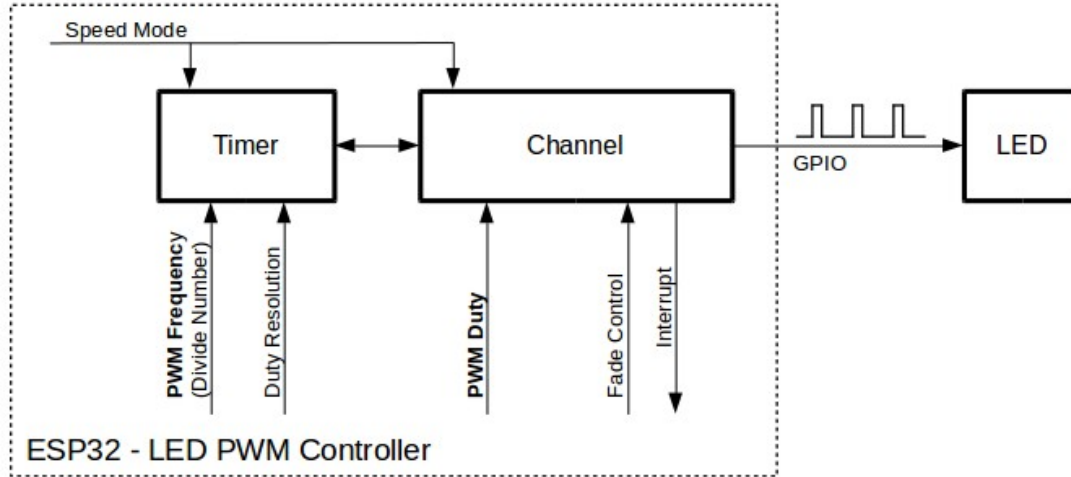 Speed Mode
Timer
Channel
GPIO
LED
PWM Frequency
(Divide Number)
Duty Resolution
PWM Duty
Fade Control
Interrupt
ESP32 - LED PWM Controller